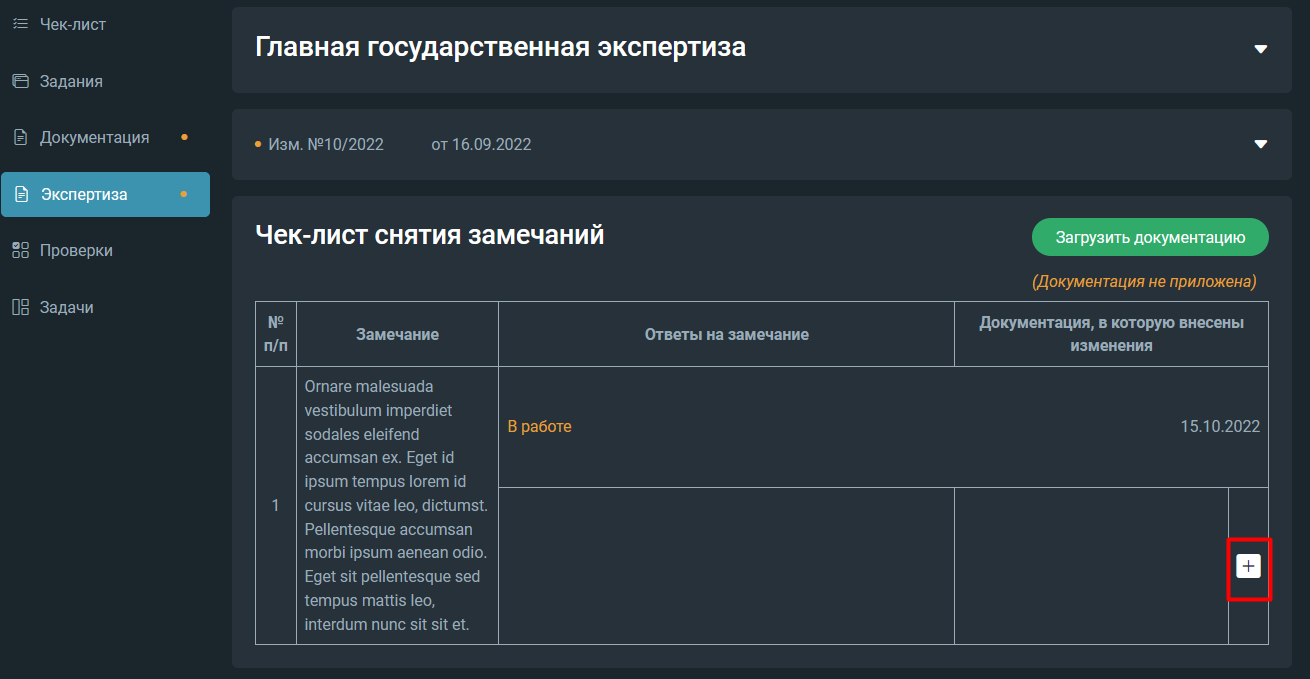 Чек-лист
Задания
Документация
Экспертиза
Проверки
Задачи
Главная государственная экспертиза
Изм. №10/2022 от 16.09.2022
Чек-лист снятия замечаний
Загрузить документацию
(Документация не приложена)
№
п/п
Замечание
Ответы на замечание
Документация, в которую внесены
изменения
1
Ornare malesuada
vestibulum imperdiet
sodales eleifend
accumsan ex. Eget id
ipsum tempus lorem id
cursus vitae leo, dictumst.
Pellentesque accumsan
morbi ipsum aenean odio.
Eget sit pellentesque sed
tempus mattis leo,
interdum nunc sit sit et.
В работе
15.10.2022